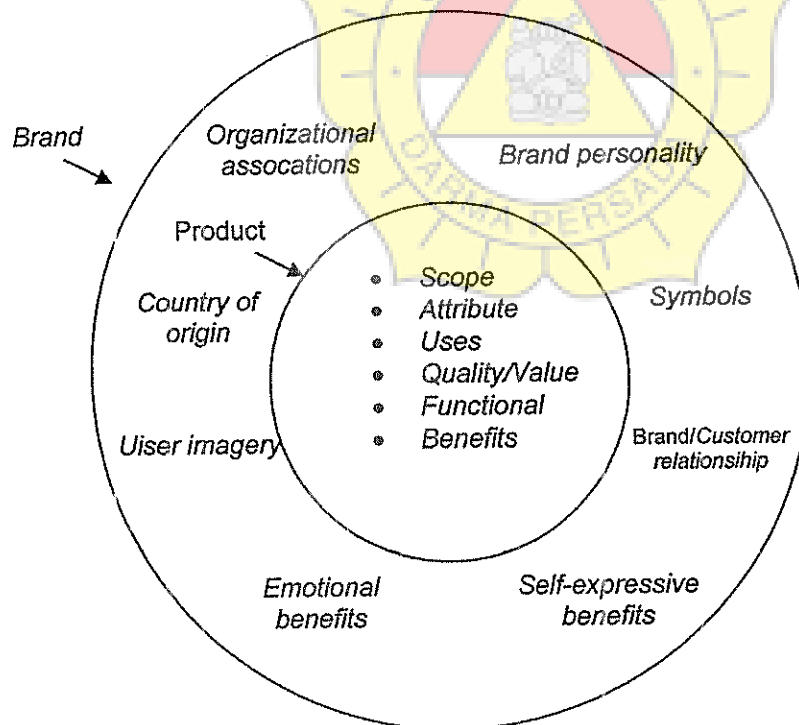 Brand
Organizational
assocations
Brand personality
DARMA PERSADA
Product
Country of
origin
• Scope
• Attribute
• Uses
• Quality/Value
• Functional
• Benefits
Symbols
Uiser imagery
Brand/Customer
relationsihip
Emotional
benefits
Self-expressive
benefits